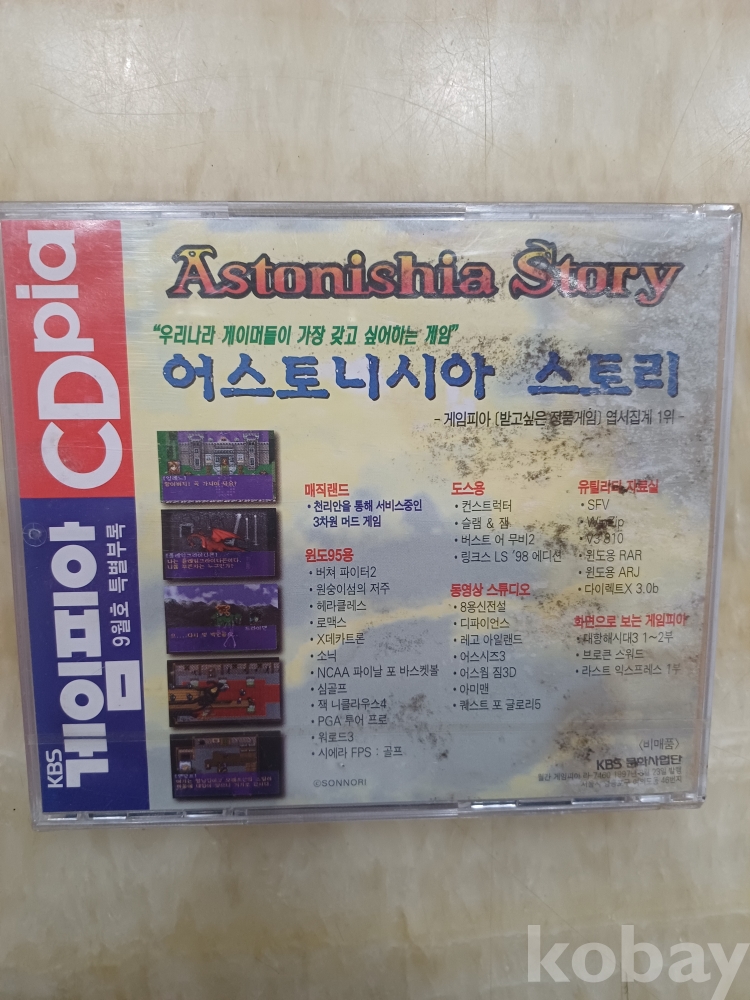 CDpia
KBS 게임피아 9월호 특별부록
Astonishia Story
"우리나라 게이머들이 가장 갖고 싶어하는 게임"
어스토니시아 스토리
- 게임피아 (받고싶은 정품게임) 엽서집계 1위 -
매직랜드
• 천리안을 통해 서비스중인
3차원 머드 게임
윈도95용
• 버쳐 파이터2
• 원숭이섬의 저주
• 헤라클레스
• 로맥스
• X데카트론
• 소닉
• NCAA 파이날 포 바스켓볼
• 심골프
• 잭 니클라우스4
• PGA 투어 프로
• 워로드3
• 시에라 FPS : 골프
도스용
• 컨스트럭터
• 슬램 & 잼
• 버스트 어 무비2
• 링크스 LS '98 에디션
동영상 스튜디오
• 8용신전설
• 디파이언스
• 레고 아일랜드
• 어스시즈3
• 어스웜 짐3D
• 아미맨
• 퀘스트 포 글로리5
유틸리티 자료실
• SFV
• WinZip
• V3 810
• 윈도용 RAR
• 윈도용 ARJ
• 다이렉트X 3.0b
화면으로 보는 게임피아
• 대항해시대3 1~2부
• 브로큰 스워드
• 라스트 익스프레스 1부
©SONNORI
〈비매품〉
KBS 문화사업단
kobay